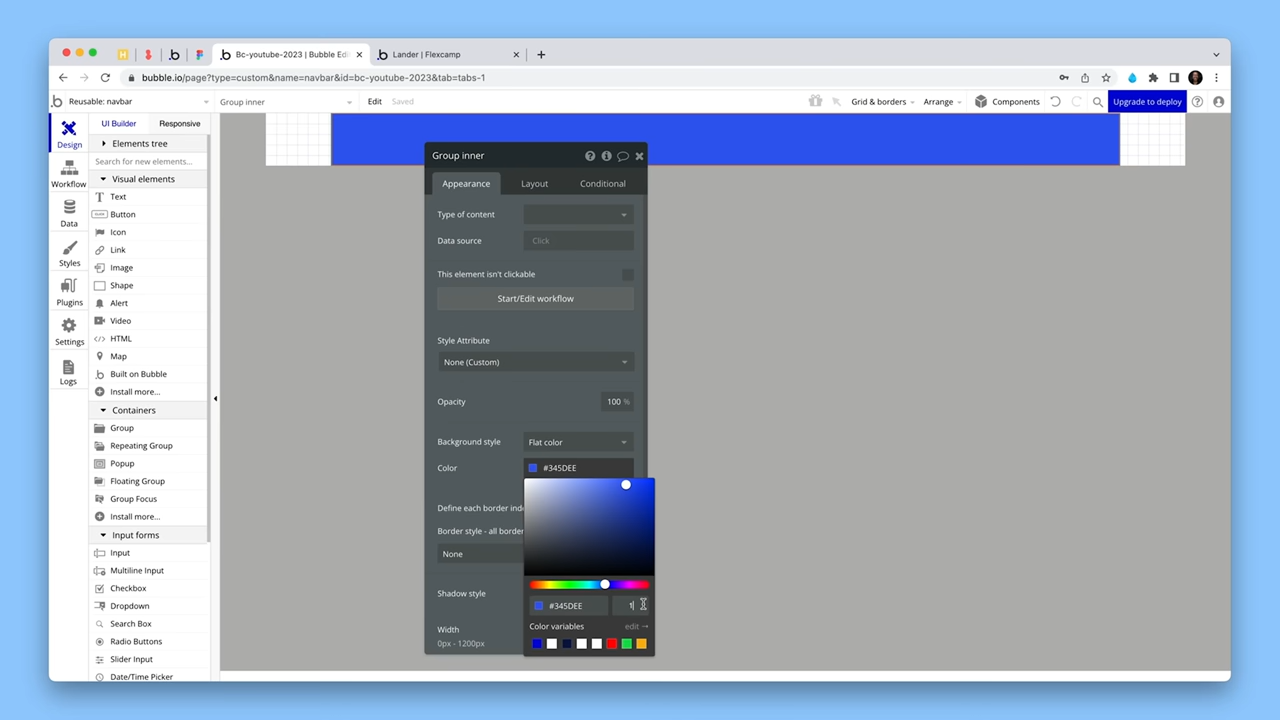 Bc-youtube-2023 | Bubble Edi
Lander | Flexcamp
bubble.io/page?type=custom&name=navbar&id=bc-youtube-2023&tab=tabs-1
Reusable: navbar
Group inner
Edit
Saved
Grid & borders
Arrange
Components
Upgrade to deploy
Design
Workflow
Data
Styles
Plugins
Settings
Logs
UI Builder
Responsive
Elements tree
Search for new elements...
Visual elements
Text
Button
Icon
Link
Image
Shape
Alert
Video
HTML
Map
Built on Bubble
Install more...
Containers
Group
Repeating Group
Popup
Floating Group
Group Focus
Install more...
Input forms
Input
Multiline Input
Checkbox
Dropdown
Search Box
Radio Buttons
Slider Input
Date/Time Picker
Group inner
Appearance
Layout
Conditional
Type of content
Data source
Click
This element isn't clickable
Start/Edit workflow
Style Attribute
None (Custom)
Opacity
100 %
Background style
Flat color
Color
#345DEE
Define each border inde
Border style - all border
None
Shadow style
Width
0px - 1200px
#345DEE
1
Color variables
edit →